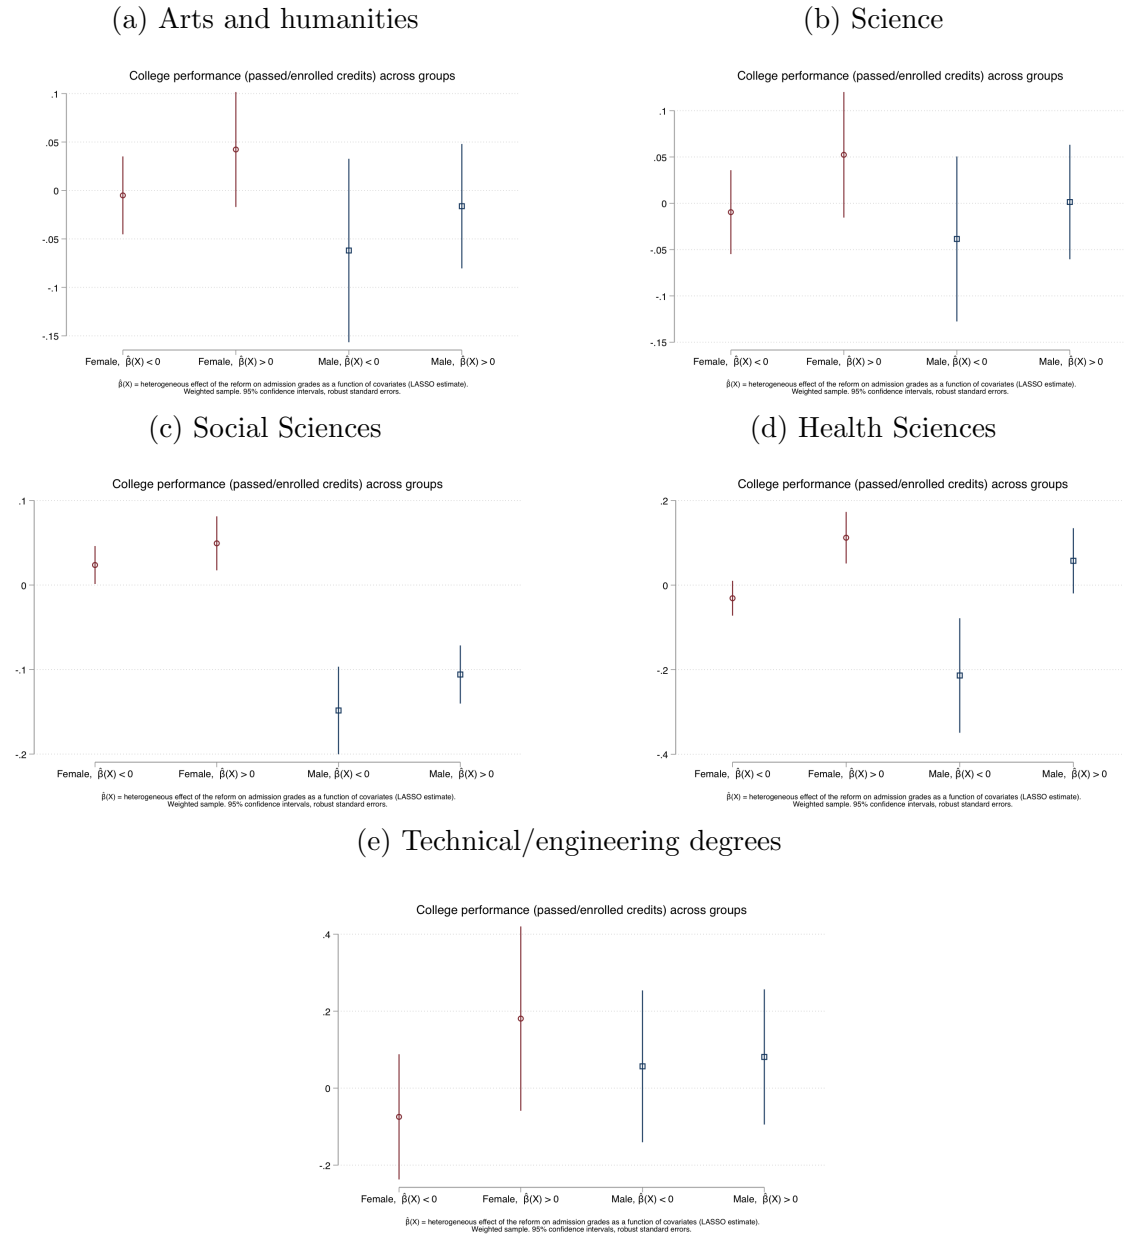 (a) Arts and humanities
College performance (passed/enrolled credits) across groups
.1
.05
0
-.05
-.1
-.15
Female, β̂(X) < 0
Female, β̂(X) > 0
Male, β̂(X) < 0
Male, β̂(X) > 0
β̂(X) = heterogeneous effect of the reform on admission grades as a function of covariates (LASSO estimate).
Weighted sample. 95% confidence intervals, robust standard errors.
(b) Science
College performance (passed/enrolled credits) across groups
.1
.05
0
-.05
-.1
-.15
Female, β̂(X) < 0
Female, β̂(X) > 0
Male, β̂(X) < 0
Male, β̂(X) > 0
β̂(X) = heterogeneous effect of the reform on admission grades as a function of covariates (LASSO estimate).
Weighted sample. 95% confidence intervals, robust standard errors.
(c) Social Sciences
College performance (passed/enrolled credits) across groups
.1
0
-.1
-.2
Female, β̂(X) < 0
Female, β̂(X) > 0
Male, β̂(X) < 0
Male, β̂(X) > 0
β̂(X) = heterogeneous effect of the reform on admission grades as a function of covariates (LASSO estimate).
Weighted sample. 95% confidence intervals, robust standard errors.
(d) Health Sciences
College performance (passed/enrolled credits) across groups
.2
0
-.2
-.4
Female, β̂(X) < 0
Female, β̂(X) > 0
Male, β̂(X) < 0
Male, β̂(X) > 0
β̂(X) = heterogeneous effect of the reform on admission grades as a function of covariates (LASSO estimate).
Weighted sample. 95% confidence intervals, robust standard errors.
(e) Technical/engineering degrees
College performance (passed/enrolled credits) across groups
.4
.2
0
-.2
Female, β̂(X) < 0
Female, β̂(X) > 0
Male, β̂(X) < 0
Male, β̂(X) > 0
β̂(X) = heterogeneous effect of the reform on admission grades as a function of covariates (LASSO estimate).
Weighted sample. 95% confidence intervals, robust standard errors.